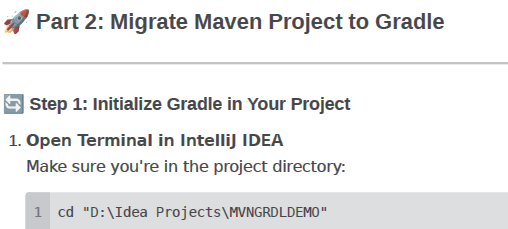 🚀 Part 2: Migrate Maven Project to Gradle
🔄 Step 1: Initialize Gradle in Your Project
1. Open Terminal in IntelliJ IDEA
Make sure you're in the project directory:
1 cd "D:\Idea Projects\MVNGRDLDEMO"